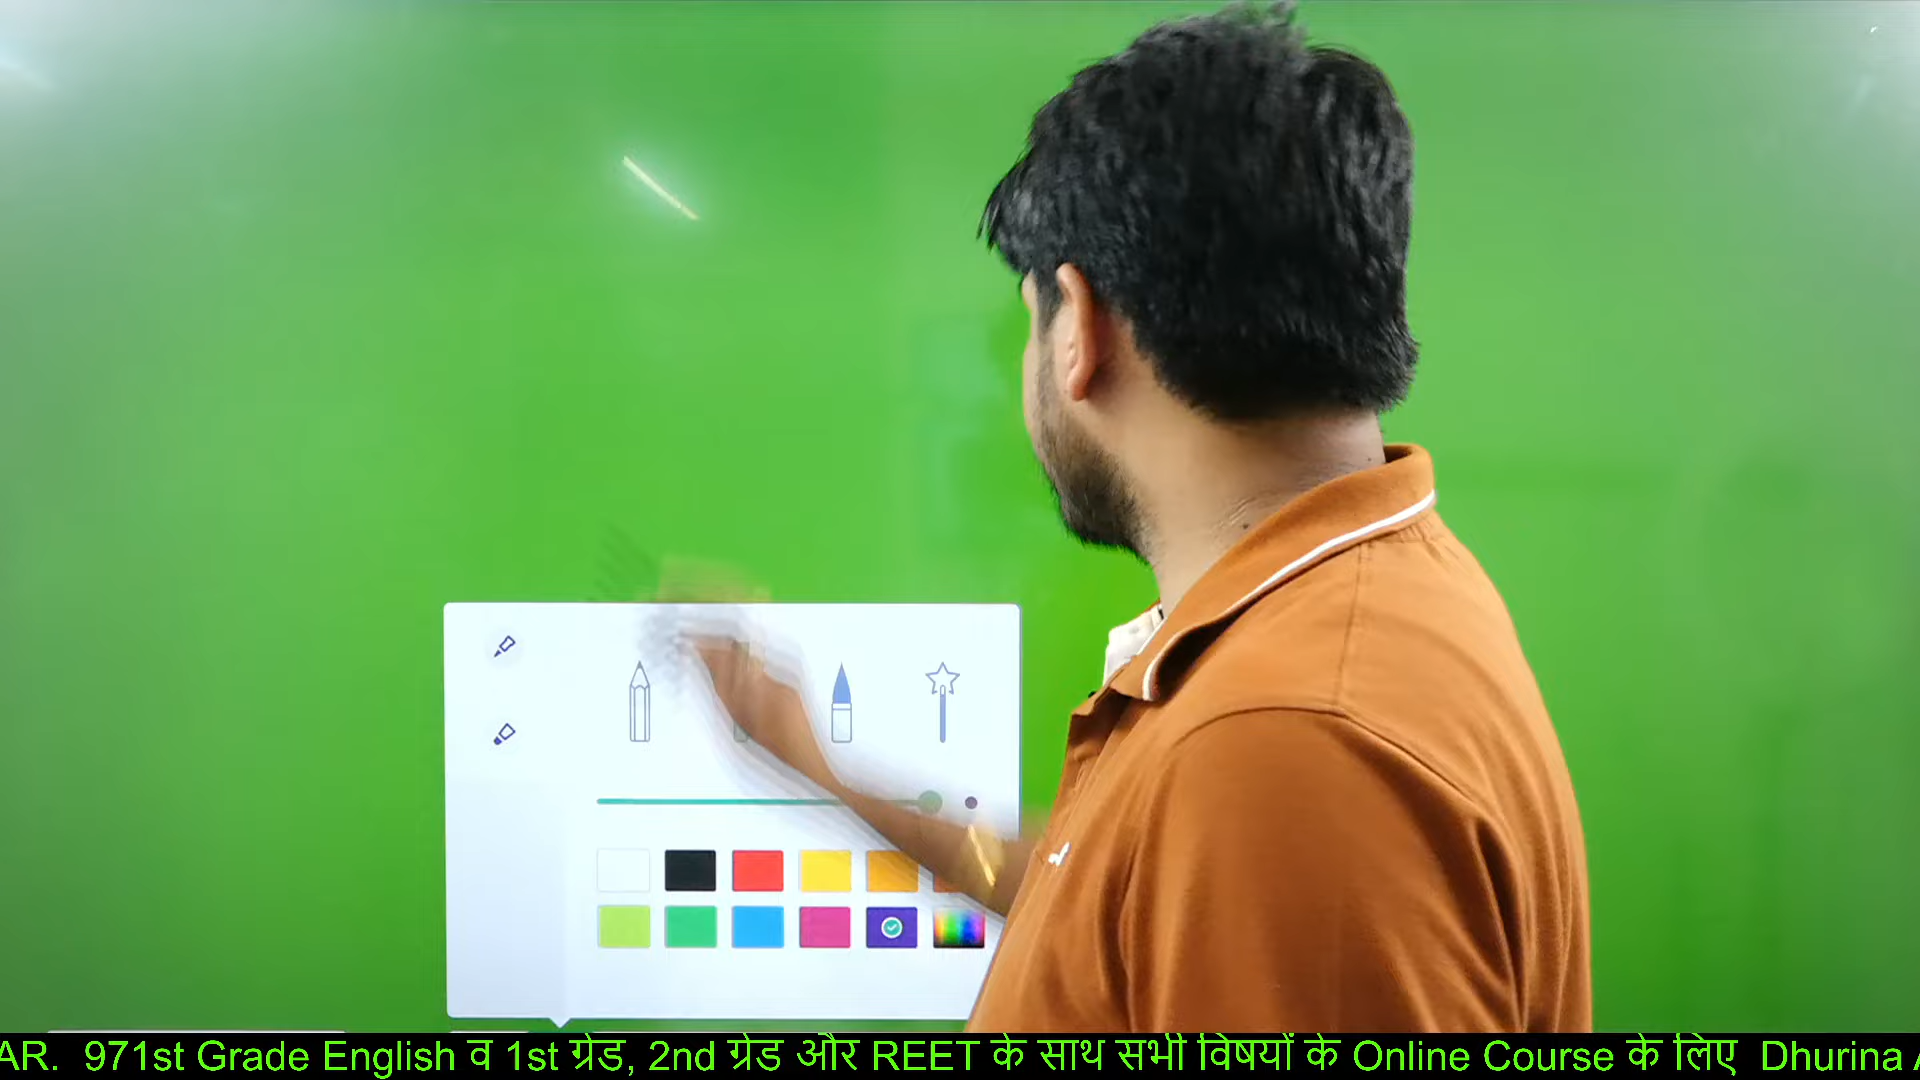 AR.  971st Grade English व 1st ग्रेड, 2nd ग्रेड और REET के साथ सभी विषयों के Online Course के लिए  Dhurina